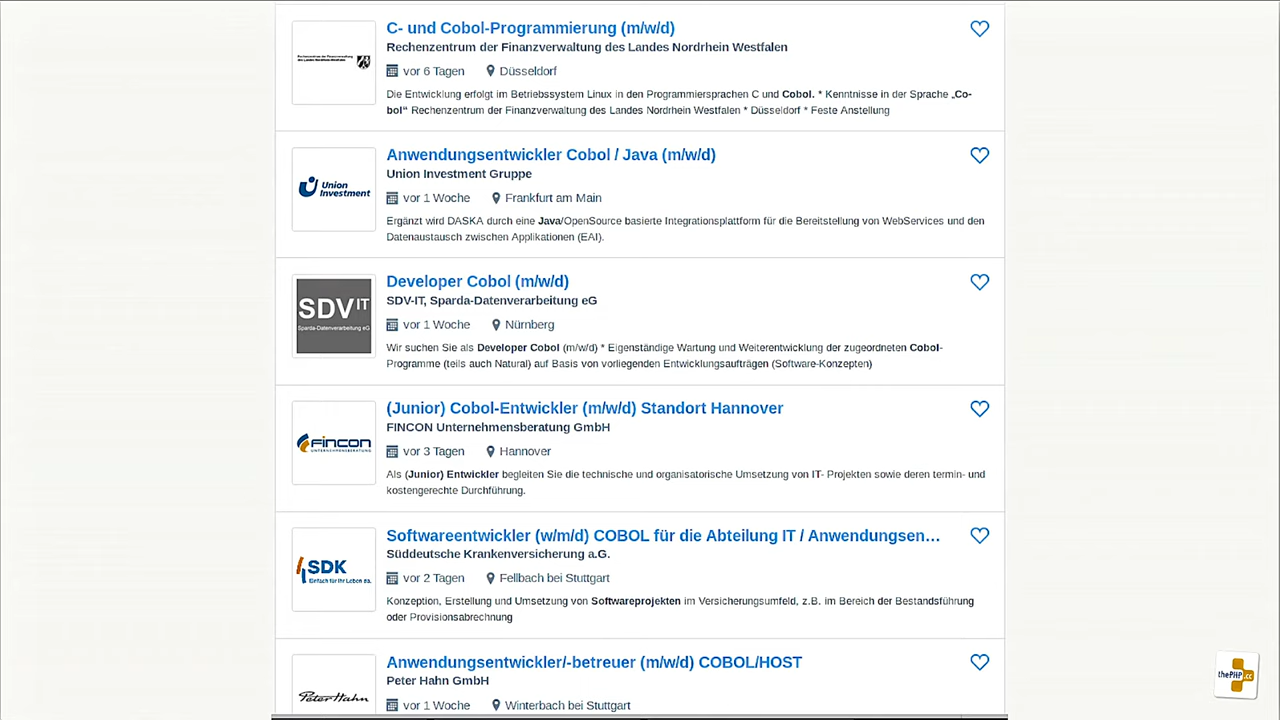 C- und Cobol-Programmierung (m/w/d)
Rechenzentrum der Finanzverwaltung des Landes Nordrhein Westfalen
vor 6 Tagen Düsseldorf
Die Entwicklung erfolgt im Betriebssystem Linux in den Programmiersprachen C und Cobol. * Kenntnisse in der Sprache „Co-
bol“ Rechenzentrum der Finanzverwaltung des Landes Nordrhein Westfalen * Düsseldorf * Feste Anstellung
Union Investment
Anwendungsentwickler Cobol / Java (m/w/d)
Union Investment Gruppe
vor 1 Woche Frankfurt am Main
Ergänzt wird DASKA durch eine Java/OpenSource basierte Integrationsplattform für die Bereitstellung von WebServices und den
Datenaustausch zwischen Applikationen (EAI).
SDV IT
Sparda-Datenverarbeitung eG
Developer Cobol (m/w/d)
SDV-IT, Sparda-Datenverarbeitung eG
vor 1 Woche Nürnberg
Wir suchen Sie als Developer Cobol (m/w/d) * Eigenständige Wartung und Weiterentwicklung der zugeordneten Cobol-
Programme (teils auch Natural) auf Basis von vorliegenden Entwicklungsaufträgen (Software-Konzepten)
FINCON
UNTERNEHMENSBERATUNG
(Junior) Cobol-Entwickler (m/w/d) Standort Hannover
FINCON Unternehmensberatung GmbH
vor 3 Tagen Hannover
Als (Junior) Entwickler begleiten Sie die technische und organisatorische Umsetzung von IT- Projekten sowie deren termin- und
kostengerechte Durchführung.
SDK
Einfach für Ihr Leben da.
Softwareentwickler (w/m/d) COBOL für die Abteilung IT / Anwendungsen…
Süddeutsche Krankenversicherung a.G.
vor 2 Tagen Fellbach bei Stuttgart
Konzeption, Erstellung und Umsetzung von Softwareprojekten im Versicherungsumfeld, z.B. im Bereich der Bestandsführung
oder Provisionsabrechnung
Peter Hahn
Anwendungsentwickler/-betreuer (m/w/d) COBOL/HOST
Peter Hahn GmbH
vor 1 Woche Winterbach bei Stuttgart
thePHP.cc